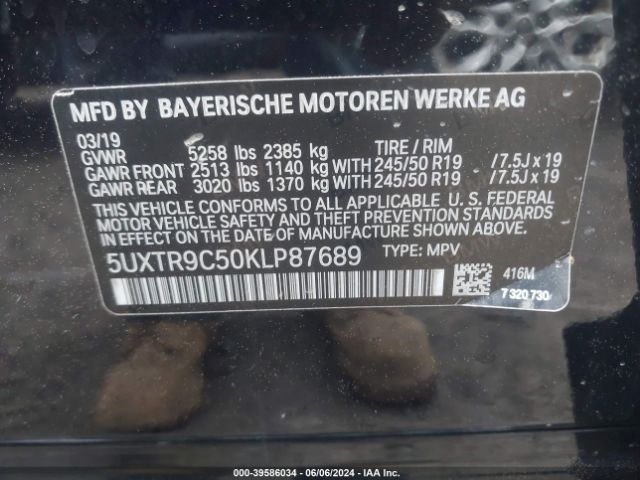 MFD BY BAYERISCHE MOTOREN WERKE AG
03/19
GVWR 5258 lbs 2385 kg TIRE / RIM
GAWR FRONT 2513 lbs 1140 kg WITH 245/50 R19 /7.5J x 19
GAWR REAR 3020 lbs 1370 kg WITH 245/50 R19 /7.5J x 19
THIS VEHICLE CONFORMS TO ALL APPLICABLE U. S. FEDERAL
MOTOR VEHICLE SAFETY AND THEFT PREVENTION STANDARDS
IN EFFECT ON THE DATE OF MANUFACTURE SHOWN ABOVE.
5UXTR9C50KLP87689 TYPE: MPV
416M
7 320 730
000-39586034 / 06/06/2024 / IAA Inc.